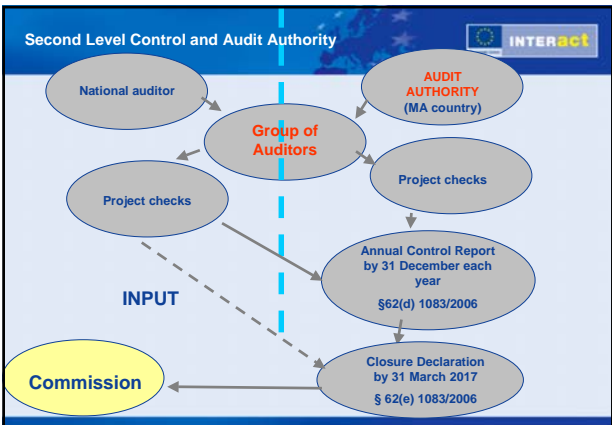 Second Level Control and Audit Authority
INTERact
National auditor
AUDIT
AUTHORITY
(MA country)
Group of
Auditors
Project checks
Project checks
Annual Control Report
by 31 December each
year
§62(d) 1083/2006
INPUT
Closure Declaration
by 31 March 2017
§ 62(e) 1083/2006
Commission